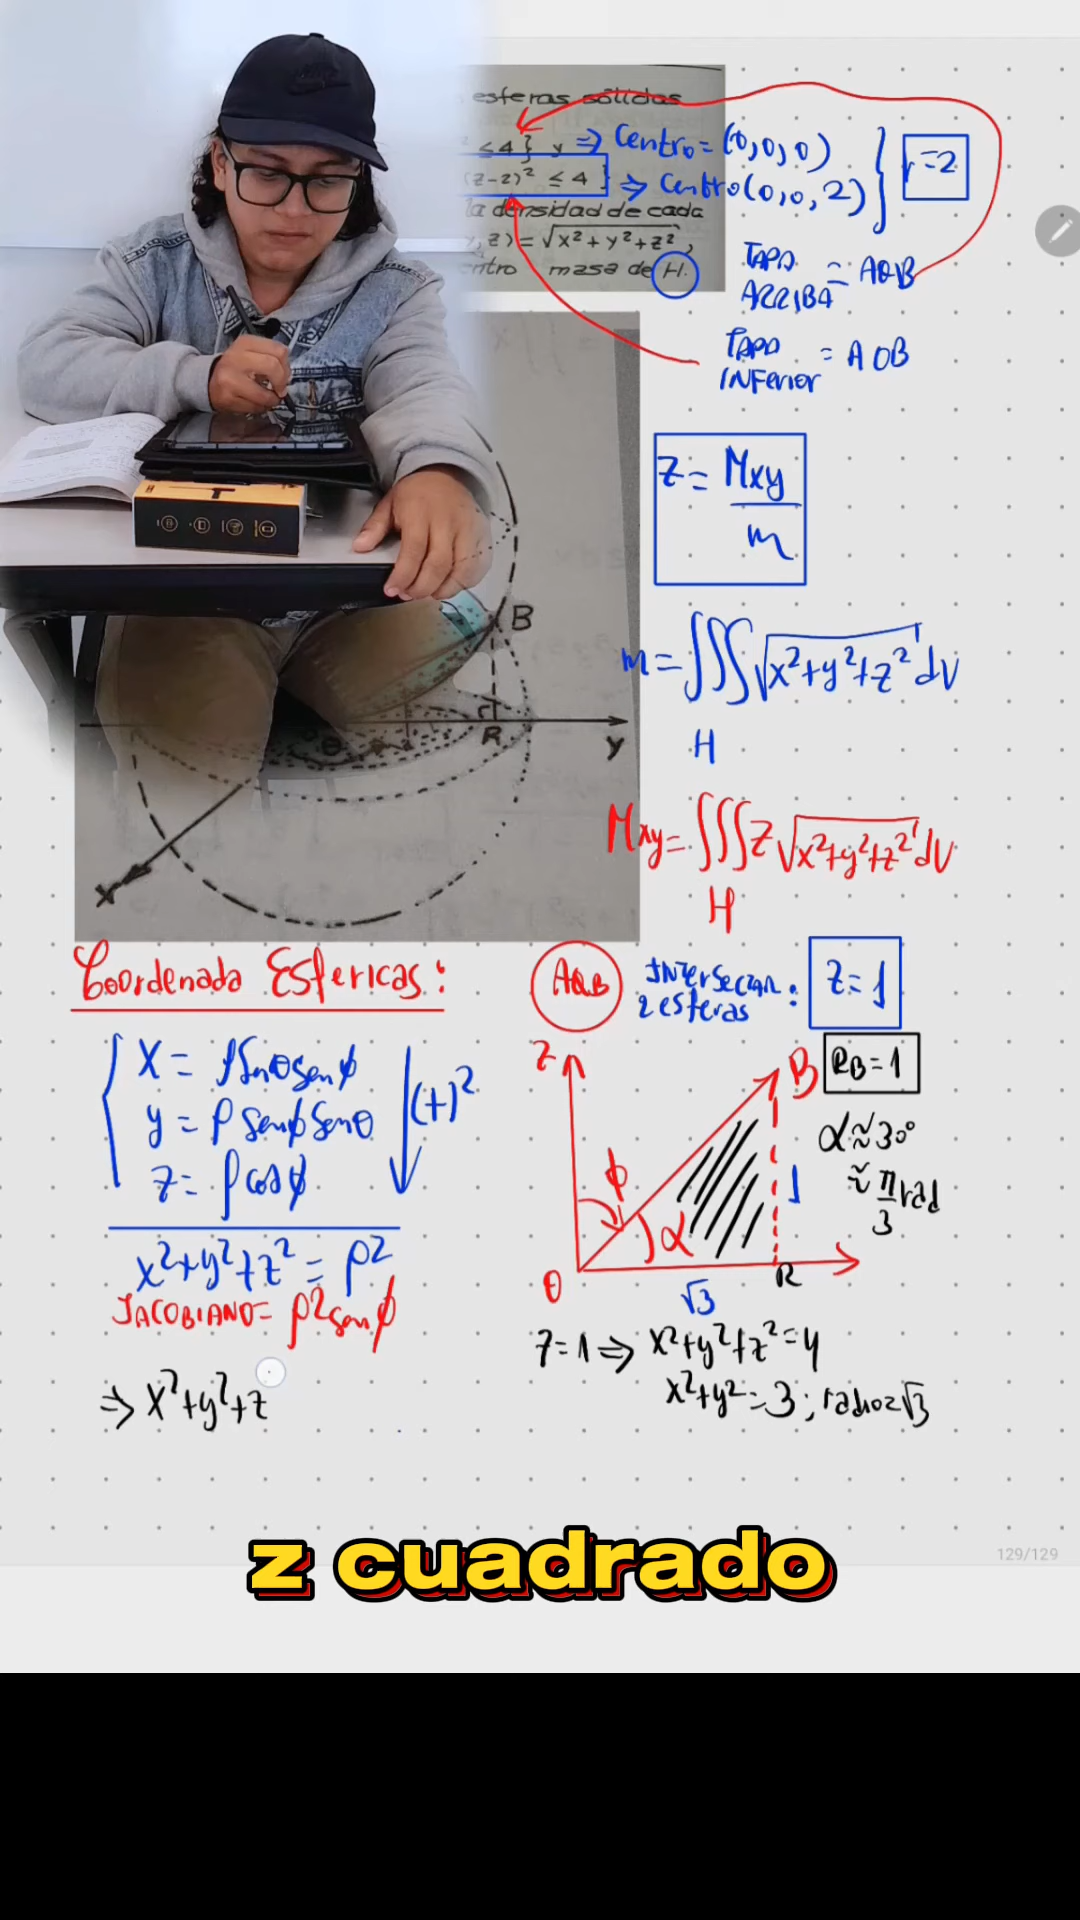 esferas sólidas
≤ 4 } y ⇒ Centro = (0,0,0)
(z-2)² ≤ 4 } ⇒ Centro(0,0,2)
r=2
la densidad de cada
z) = √x²+y²+z²,
ntro masa de H.
TAPA ARRIBA = AQB
TAPA INFerior = AOB
z = Mxy
m
B
R
y
x
m = ∭ √x²+y²+z² dV
H
Mxy = ∭ z √x²+y²+z² dV
H
Coordenada Esfericas:
x = ρ Senθ senϕ
y = ρ senϕ senθ
z = ρ cosϕ
(+)²
x²+y²+z² = ρ²
JACOBIANO = ρ² senϕ
⇒ x²+y²+z
AQB
INTerSeCTAR 2 esferas : z=1
z
B
RB=1
ϕ
α
1
O
√3
R
α ≈ 30°
≈ π/3 rad
z=1 ⇒ x²+y²+z²=4
x²+y²=3; radio=√3
129/129
z cuadrado